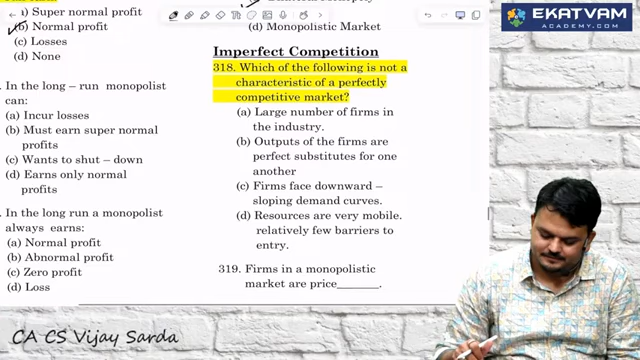 (a) Super normal profit
(b) Normal profit
(c) Losses
(d) None
. In the long – run monopolist
can:
(a) Incur losses
(b) Must earn super normal
profits
(c) Wants to shut – down
(d) Earns only normal
profits
. In the long run a monopolist
always earns:
(a) Normal profit
(b) Abnormal profit
(c) Zero profit
(d) Loss
(d) Monopolistic Market
Imperfect Competition
318. Which of the following is not a
characteristic of a perfectly
competitive market?
(a) Large number of firms in
the industry.
(b) Outputs of the firms are
perfect substitutes for one
another
(c) Firms face downward –
sloping demand curves.
(d) Resources are very mobile.
relatively few barriers to
entry.
319. Firms in a monopolistic
market are price_______.
EKATVAM
ACADEMY.COM
CA CS Vijay Sarda